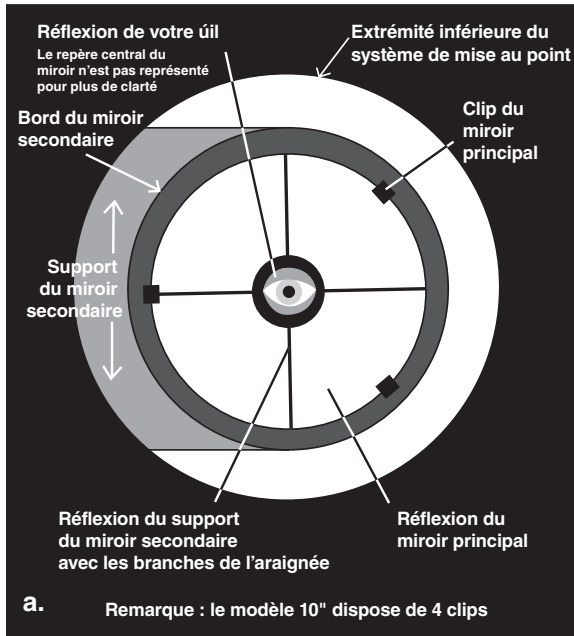 Réflexion de votre úil
Le repère central du
miroir n'est pas représenté
pour plus de clarté
Extrémité inférieure du
système de mise au point
Bord du miroir
secondaire
Clip du
miroir
principal
Support
du miroir
secondaire
Réflexion du support
du miroir secondaire
avec les branches de l'araignée
Réflexion du
miroir principal
a.
Remarque : le modèle 10" dispose de 4 clips